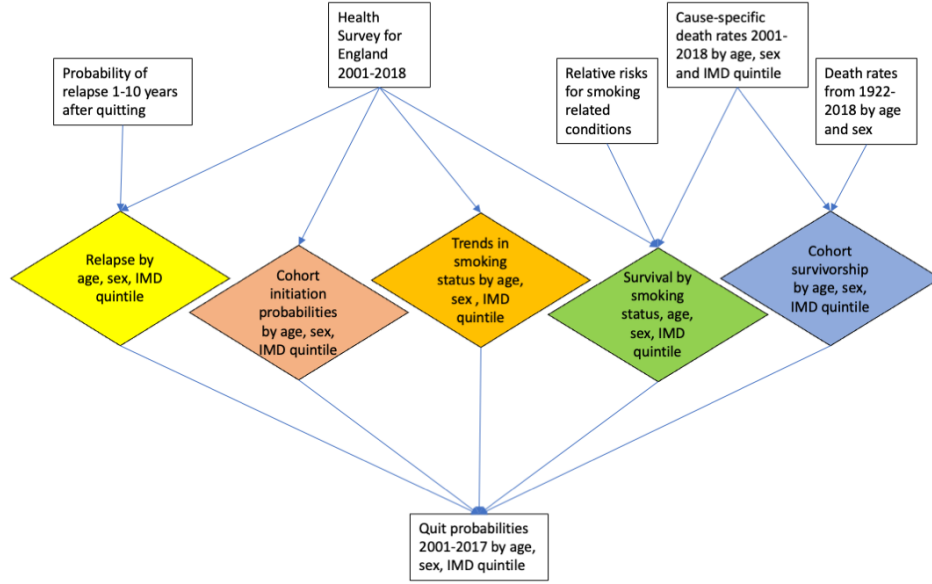 Health
Survey for
England
2001-2018
Cause-specific
death rates 2001-
2018 by age, sex
and IMD quintile
Probability of
relapse 1-10 years
after quitting
Relative risks
for smoking
related
conditions
Death rates
from 1922-
2018 by age
and sex
Relapse by
age, sex, IMD
quintile
Cohort
initiation
probabilities
by age, sex,
IMD quintile
Trends in
smoking
status by age,
sex , IMD
quintile
Survival by
smoking
status, age,
sex, IMD
quintile
Cohort
survivorship
by age, sex,
IMD quintile
Quit probabilities
2001-2017 by age,
sex, IMD quintile